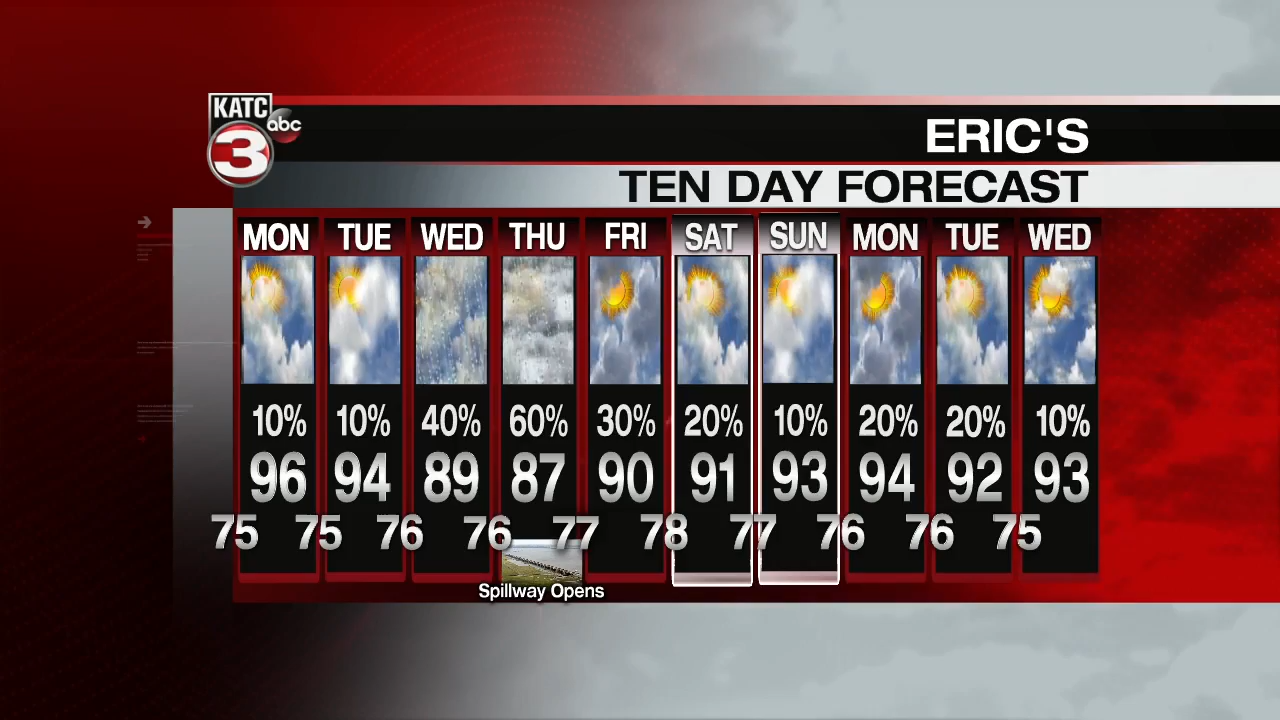 KATC
abc
3
ERIC'S
TEN DAY FORECAST
MON TUE WED THU FRI SAT SUN MON TUE WED
10% 10% 40% 60% 30% 20% 10% 20% 20% 10%
96 94 89 87 90 91 93 94 92 93
75 75 76 76 77 78 77 76 76 75
Spillway Opens